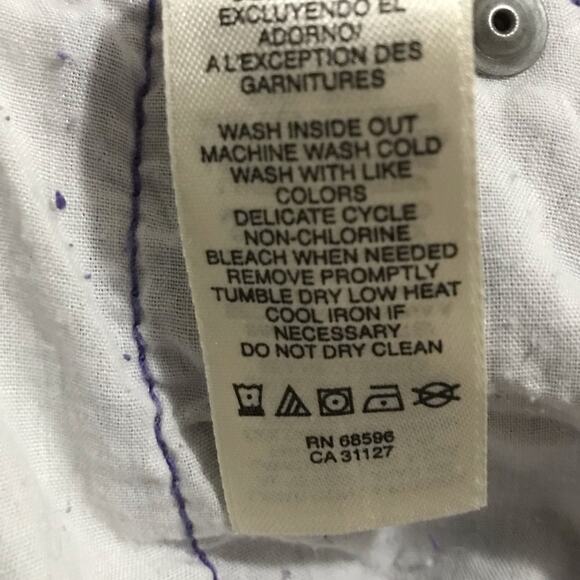 EXCLUYENDO EL
ADORNO/
A L'EXCEPTION DES
GARNITURES
WASH INSIDE OUT
MACHINE WASH COLD
WASH WITH LIKE
COLORS
DELICATE CYCLE
NON-CHLORINE
BLEACH WHEN NEEDED
REMOVE PROMPTLY
TUMBLE DRY LOW HEAT
COOL IRON IF
NECESSARY
DO NOT DRY CLEAN
RN 68596
CA 31127